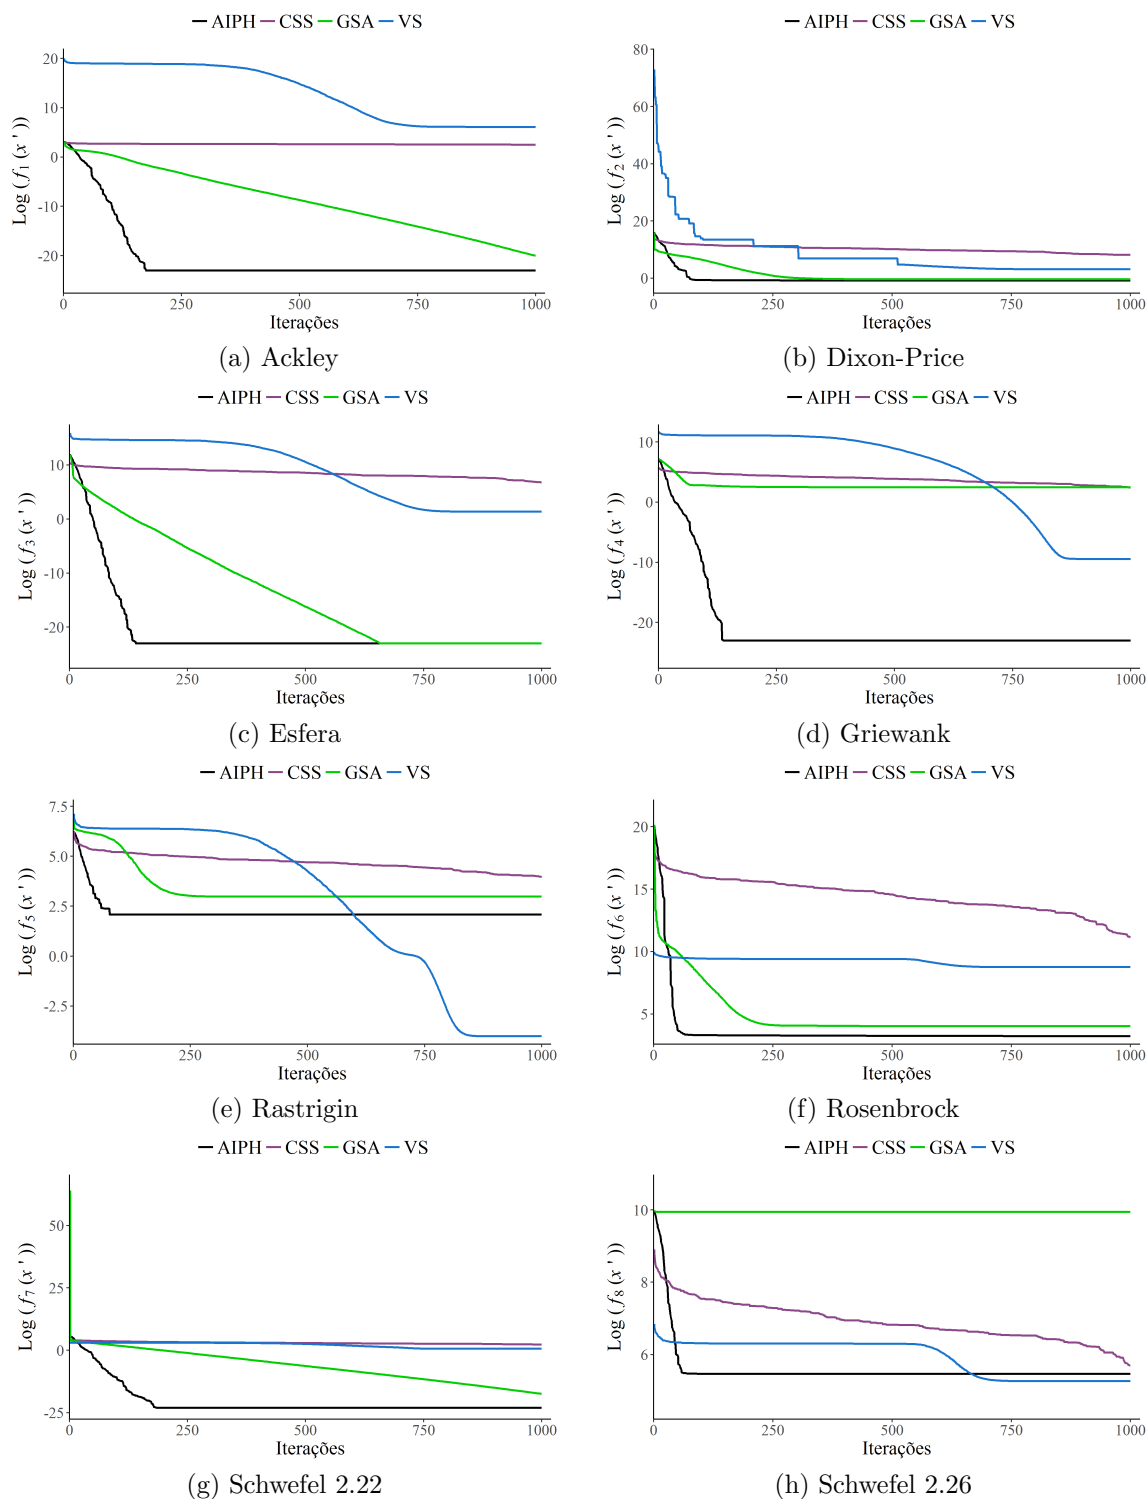 AIPH CSS GSA VS
Log ( f1 ( x ' ) )
20
10
0
-10
-20
0 250 500 750 1000
Iterações
(a) Ackley
AIPH CSS GSA VS
Log ( f2 ( x ' ) )
80
60
40
20
0
0 250 500 750 1000
Iterações
(b) Dixon-Price
AIPH CSS GSA VS
Log ( f3 ( x ' ) )
10
0
-10
-20
0 250 500 750 1000
Iterações
(c) Esfera
AIPH CSS GSA VS
Log ( f4 ( x ' ) )
10
0
-10
-20
0 250 500 750 1000
Iterações
(d) Griewank
AIPH CSS GSA VS
Log ( f5 ( x ' ) )
7.5
5.0
2.5
0.0
-2.5
0 250 500 750 1000
Iterações
(e) Rastrigin
AIPH CSS GSA VS
Log ( f6 ( x ' ) )
20
15
10
5
0 250 500 750 1000
Iterações
(f) Rosenbrock
AIPH CSS GSA VS
Log ( f7 ( x ' ) )
50
25
0
-25
0 250 500 750 1000
Iterações
(g) Schwefel 2.22
AIPH CSS GSA VS
Log ( f8 ( x ' ) )
10
8
6
0 250 500 750 1000
Iterações
(h) Schwefel 2.26